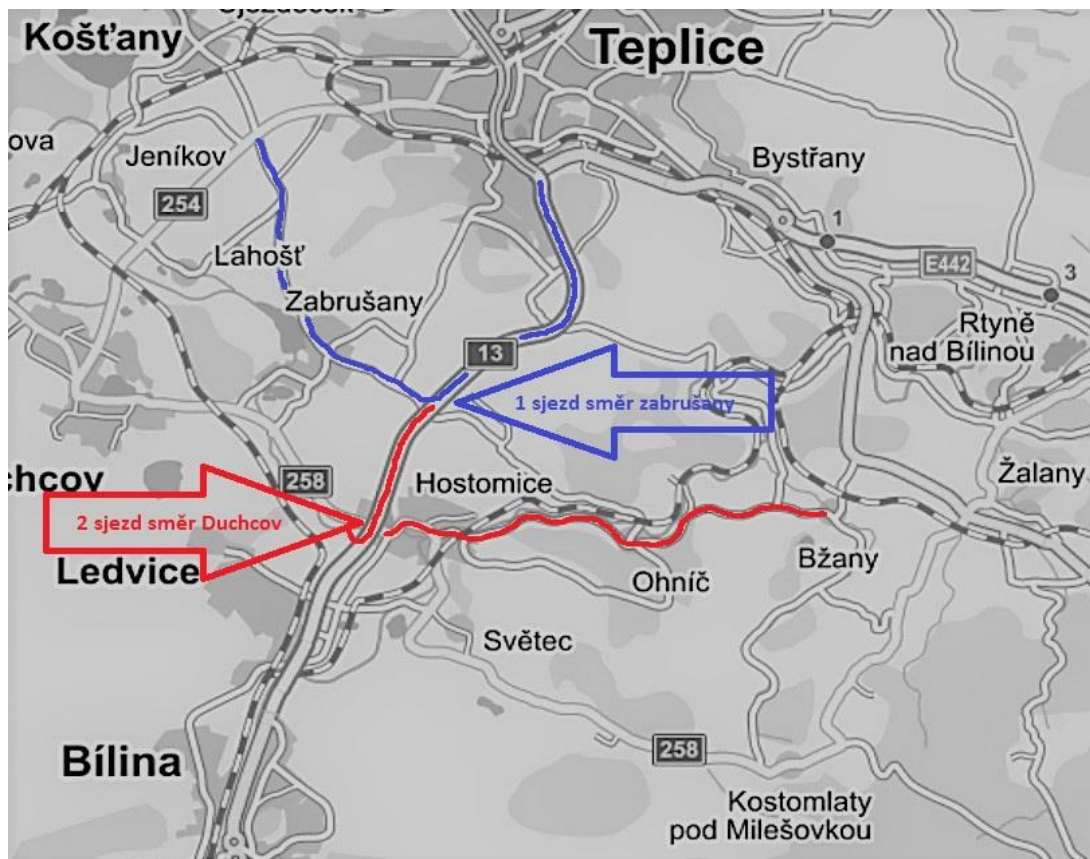 Košťany
Teplice
ova
Jeníkov
Bystřany
254
1
Lahošť
E442
3
Zabrušany
Rtyně
nad Bílinou
13
1 sjezd směr zabrušany
chcov
258
Hostomice
Žalany
2 sjezd směr Duchcov
Ledvice
Ohníč
Bžany
Světec
Bílina
258
Kostomlaty
pod Milešovkou